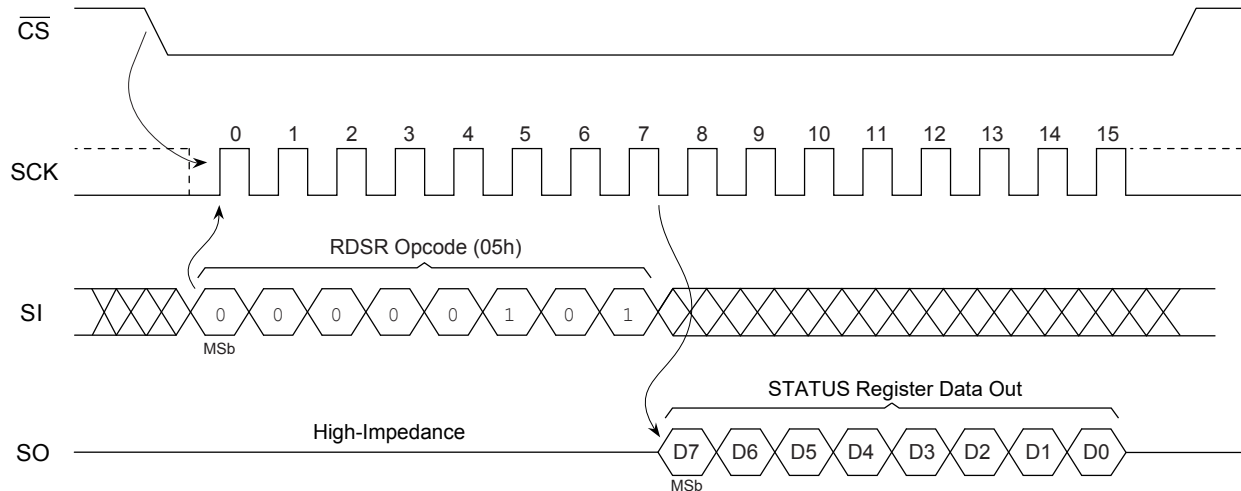 CS
0 1 2 3 4 5 6 7 8 9 10 11 12 13 14 15
SCK
RDSR Opcode (05h)
SI 0 0 0 0 0 1 0 1
MSb
STATUS Register Data Out
High-Impedance
SO D7 D6 D5 D4 D3 D2 D1 D0
MSb